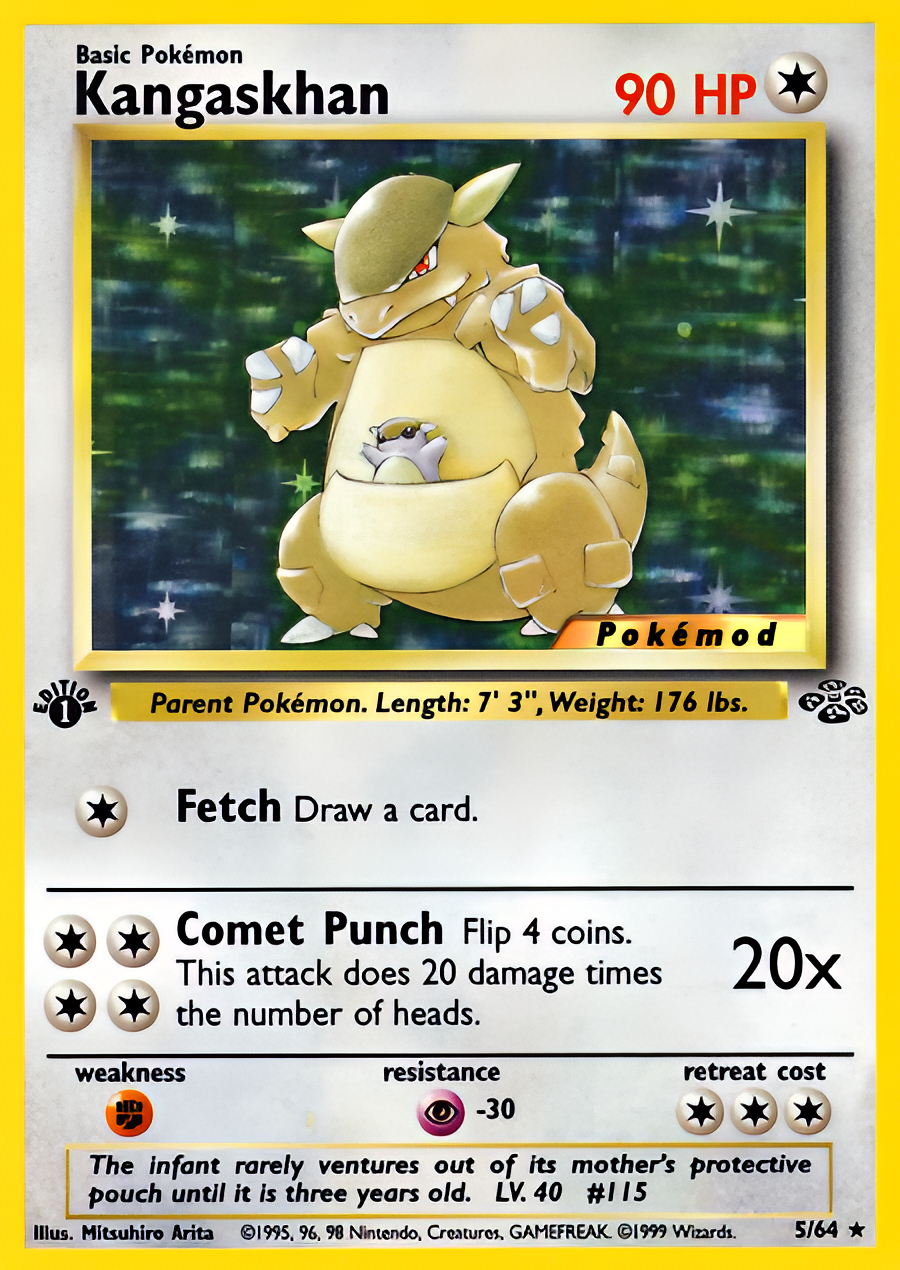 Basic Pokémon
Kangaskhan
90 HP
Pokémod
EDITION
1
Parent Pokémon. Length: 7' 3", Weight: 176 lbs.
Fetch Draw a card.
Comet Punch Flip 4 coins.
This attack does 20 damage times
the number of heads.
20x
weakness
resistance
retreat cost
-30
The infant rarely ventures out of its mother's protective
pouch until it is three years old. LV. 40 #115
Illus. Mitsuhiro Arita
©1995, 96, 98 Nintendo, Creatures, GAMEFREAK. ©1999 Wizards.
5/64 ★